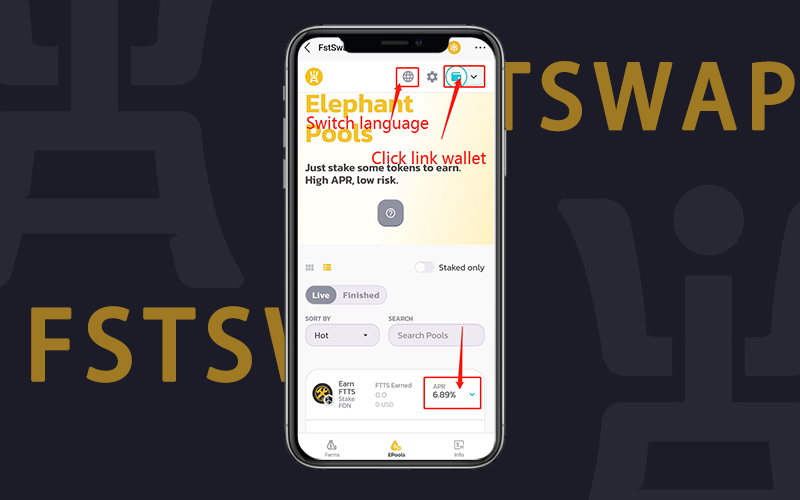 TSWAP
FSTSW
FstSwa
Elephant
Pools
Switch language
Click link wallet
Just stake some tokens to earn.
High APR, low risk.
Staked only
Live
Finished
SORT BY
SEARCH
Hot
Search Pools
Earn
FTTS
Stake
FON
FTTS Earned
0.0
0 USD
APR
6.89%
Farms
EPools
Info